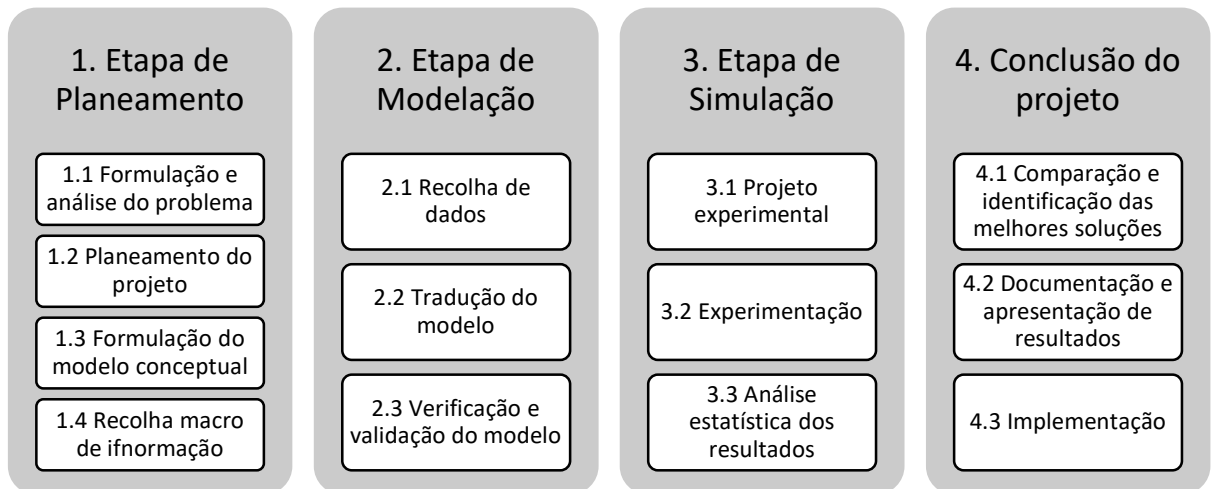 1. Etapa de
Planeamento
1.1 Formulação e
análise do problema
1.2 Planeamento do
projeto
1.3 Formulação do
modelo conceptual
1.4 Recolha macro
de ifnormação
2. Etapa de
Modelação
2.1 Recolha de
dados
2.2 Tradução do
modelo
2.3 Verificação e
validação do modelo
3. Etapa de
Simulação
3.1 Projeto
experimental
3.2 Experimentação
3.3 Análise
estatística dos
resultados
4. Conclusão do
projeto
4.1 Comparação e
identificação das
melhores soluções
4.2 Documentação e
apresentação de
resultados
4.3 Implementação